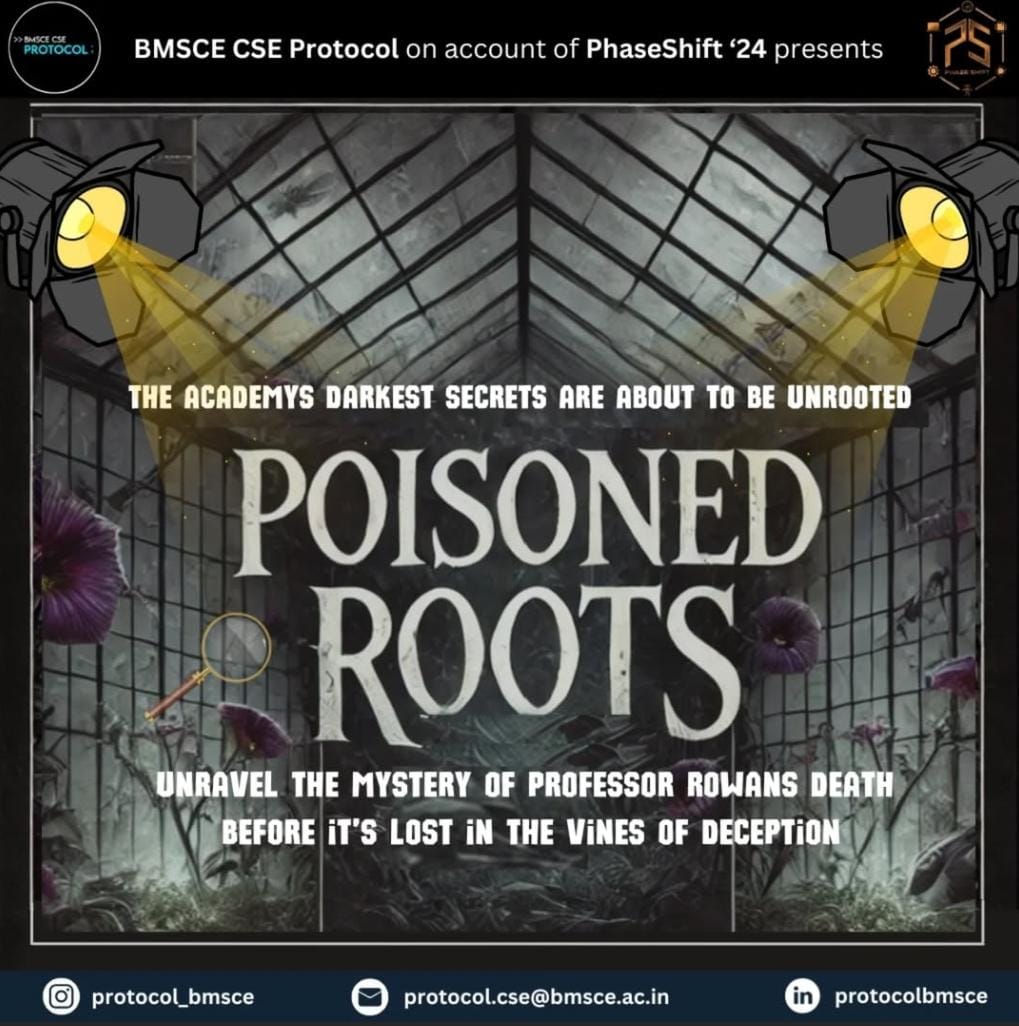 >> BMSCE CSE
PROTOCOL :
BMSCE CSE Protocol on account of PhaseShift ‘24 presents
PS
PHASE SHIFT
THE ACADEMYS DARKEST SECRETS ARE ABOUT TO BE UNROOTED
POISONED
ROOTS
UNRAVEL THE MYSTERY OF PROFESSOR ROWANS DEATH
BEFORE iT'S LOST iN THE ViNES OF DECEPTiON
protocol_bmsce
protocol.cse@bmsce.ac.in
in
protocolbmsce